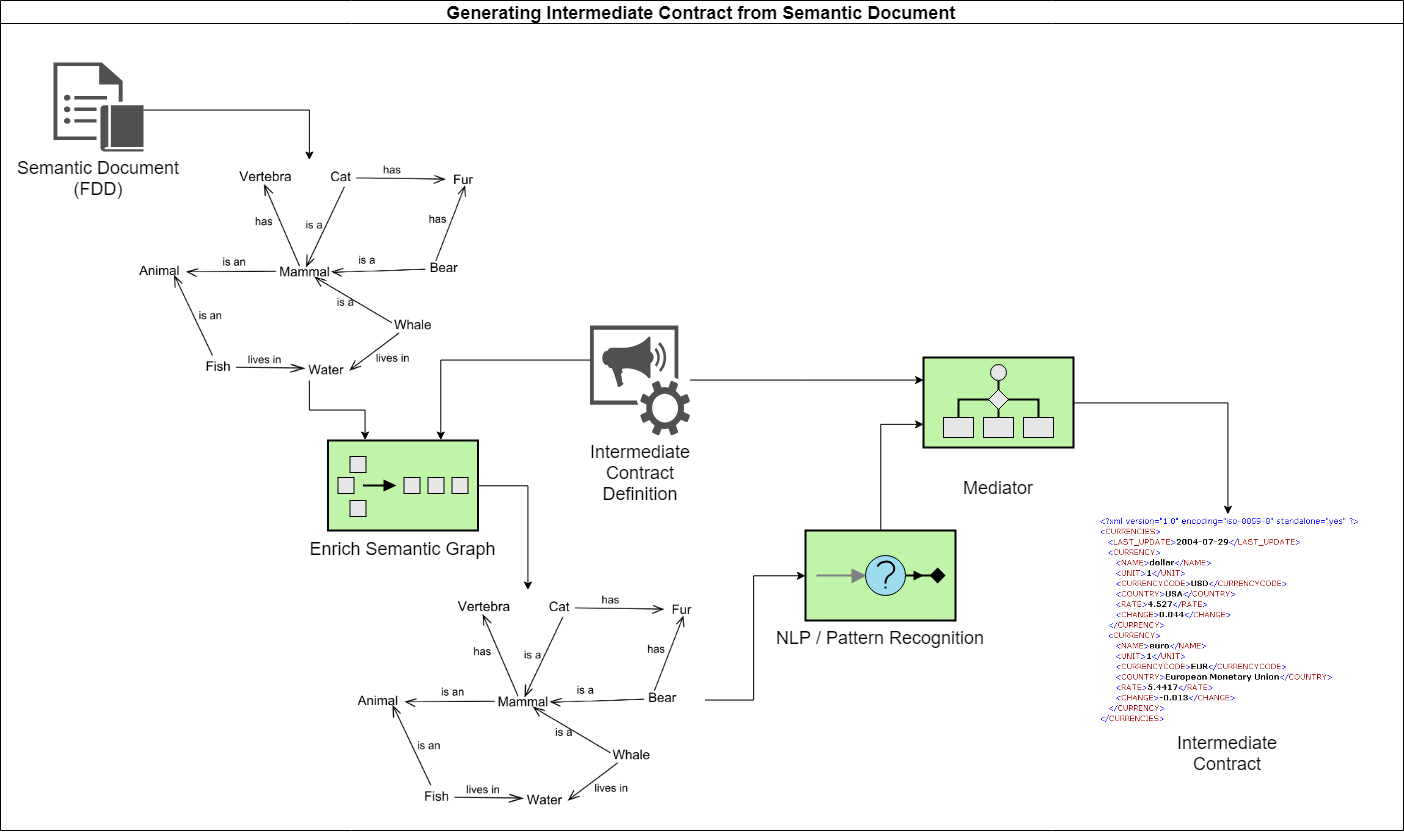 Generating Intermediate Contract from Semantic Document
Semantic Document
(FDD)
Vertebra
Cat
has
Fur
has
is a
has
Animal
is an
Mammal
is a
Bear
is an
is a
Whale
Fish
lives in
Water
lives in
Intermediate
Contract
Definition
Enrich Semantic Graph
Mediator
?
NLP / Pattern Recognition
Vertebra
Cat
has
Fur
has
is a
has
Animal
is an
Mammal
is a
Bear
is an
is a
Whale
Fish
lives in
Water
lives in
<?xml version="1.0" encoding="iso-8859-8" standalone="yes" ?>
<CURRENCIES>
<LAST_UPDATE>2004-07-29</LAST_UPDATE>
<CURRENCY>
<NAME>dollar</NAME>
<UNIT>1</UNIT>
<CURRENCYCODE>USD</CURRENCYCODE>
<COUNTRY>USA</COUNTRY>
<RATE>4.527</RATE>
<CHANGE>0.044</CHANGE>
</CURRENCY>
<CURRENCY>
<NAME>euro</NAME>
<UNIT>1</UNIT>
<CURRENCYCODE>EUR</CURRENCYCODE>
<COUNTRY>European Monetary Union</COUNTRY>
<RATE>5.4417</RATE>
<CHANGE>-0.013</CHANGE>
</CURRENCY>
</CURRENCIES>
Intermediate
Contract